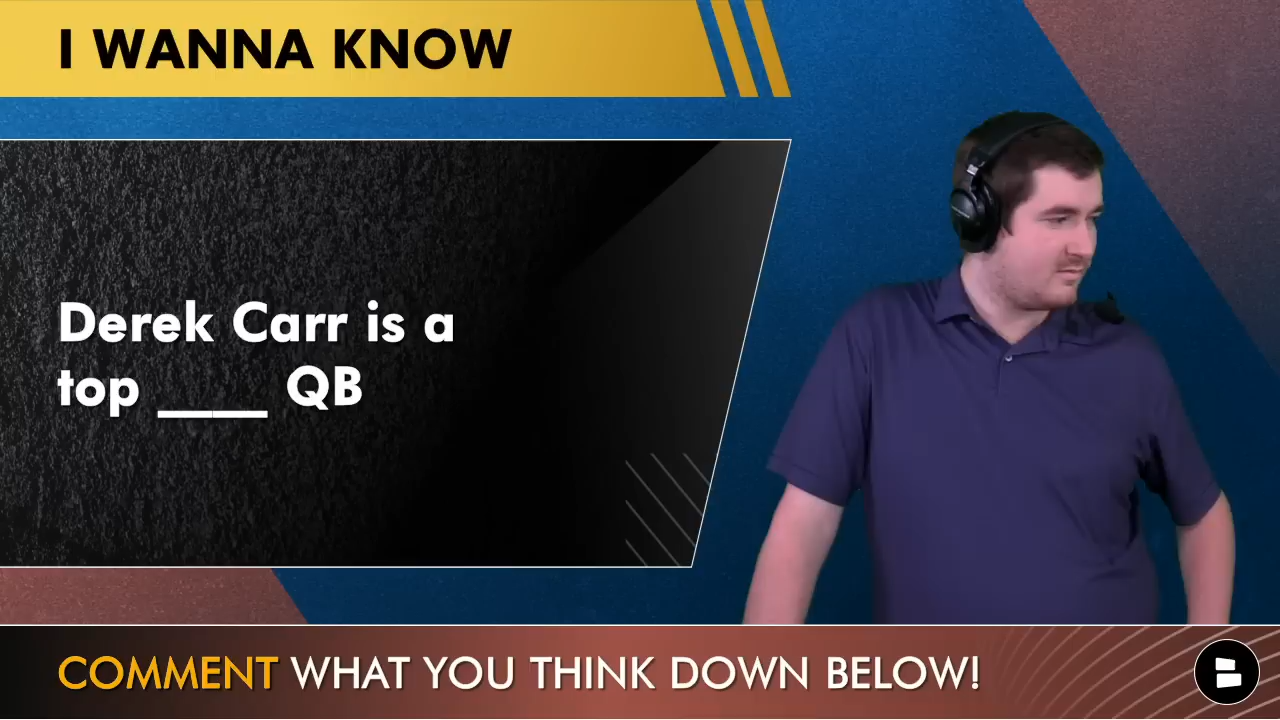 I WANNA KNOW
Derek Carr is a
top ____ QB
COMMENT WHAT YOU THINK DOWN BELOW!